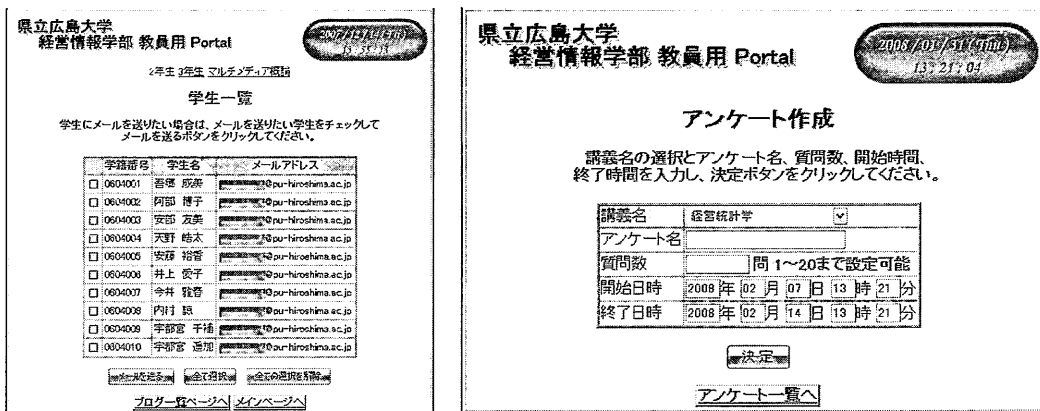 県立広島大学
経営情報学部 教員用 Portal
2年生 3年生 マルチメディア概論
学生一覧
学生にメールを送りたい場合は、メールを送りたい学生をチェックして
メールを送るボタンをクリックしてください。
学籍番号 学生名 メールアドレス
0604001 成美 @pu-hiroshima.ac.jp
0604002 阿部 博子 @pu-hiroshima.ac.jp
0604003 安部 友美 @pu-hiroshima.ac.jp
0604004 天野 皓太 @pu-hiroshima.ac.jp
0604005 安藤 裕香 @pu-hiroshima.ac.jp
0604006 井上 愛子 @pu-hiroshima.ac.jp
0604007 今井 @pu-hiroshima.ac.jp
0604008 内村 諒 @pu-hiroshima.ac.jp
0604009 宇都宮 @pu-hiroshima.ac.jp
0604010 宇都宮 @pu-hiroshima.ac.jp
メールを送る 全て選択 全ての選択を解除
ブログ一覧ページへ メインページへ
県立広島大学
経営情報学部 教員用 Portal
13:21:04
アンケート作成
講義名の選択とアンケート名、質問数、開始時間、
終了時間を入力し、決定ボタンをクリックしてください。
講義名 経営統計学
アンケート名
質問数 問 1~20まで設定可能
開始日時 2008 年 02 月 07 日 13 時 21 分
終了日時 2008 年 02 月 14 日 13 時 21 分
決定
アンケート一覧へ